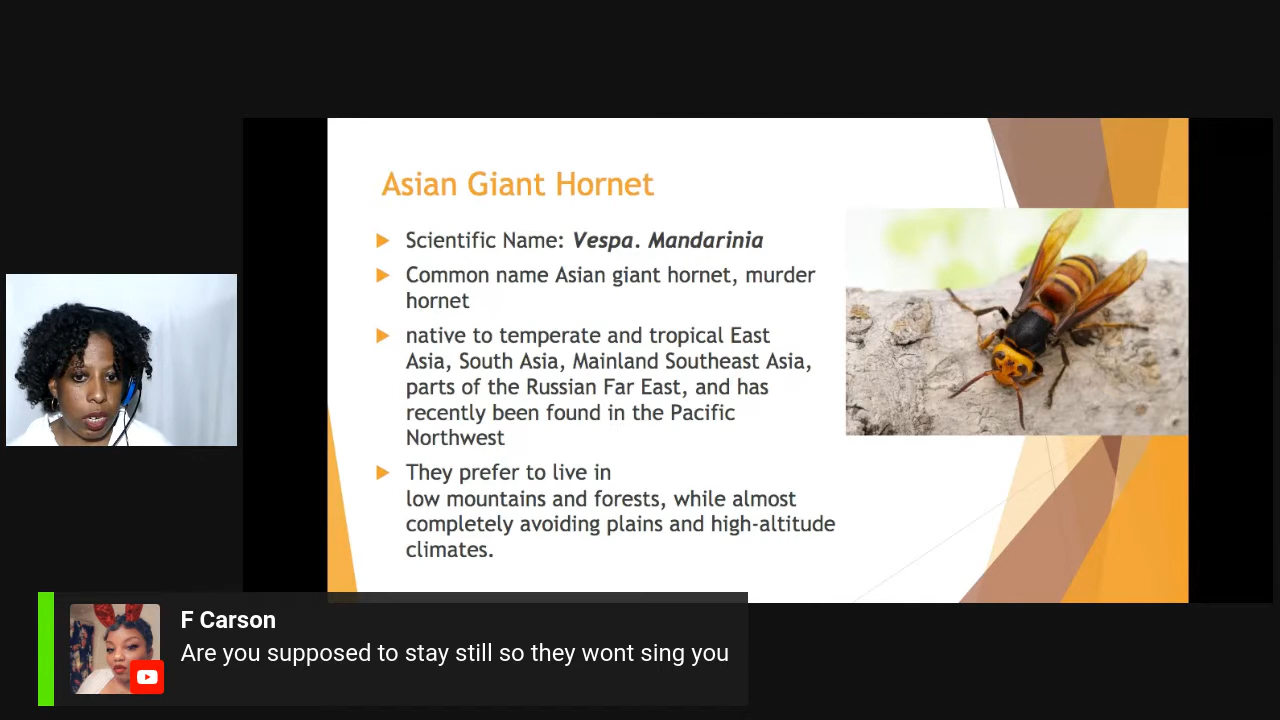 Asian Giant Hornet
Scientific Name: Vespa. Mandarinia
Common name Asian giant hornet, murder
hornet
native to temperate and tropical East
Asia, South Asia, Mainland Southeast Asia,
parts of the Russian Far East, and has
recently been found in the Pacific
Northwest
They prefer to live in
low mountains and forests, while almost
completely avoiding plains and high-altitude
climates.
F Carson
Are you supposed to stay still so they wont sing you